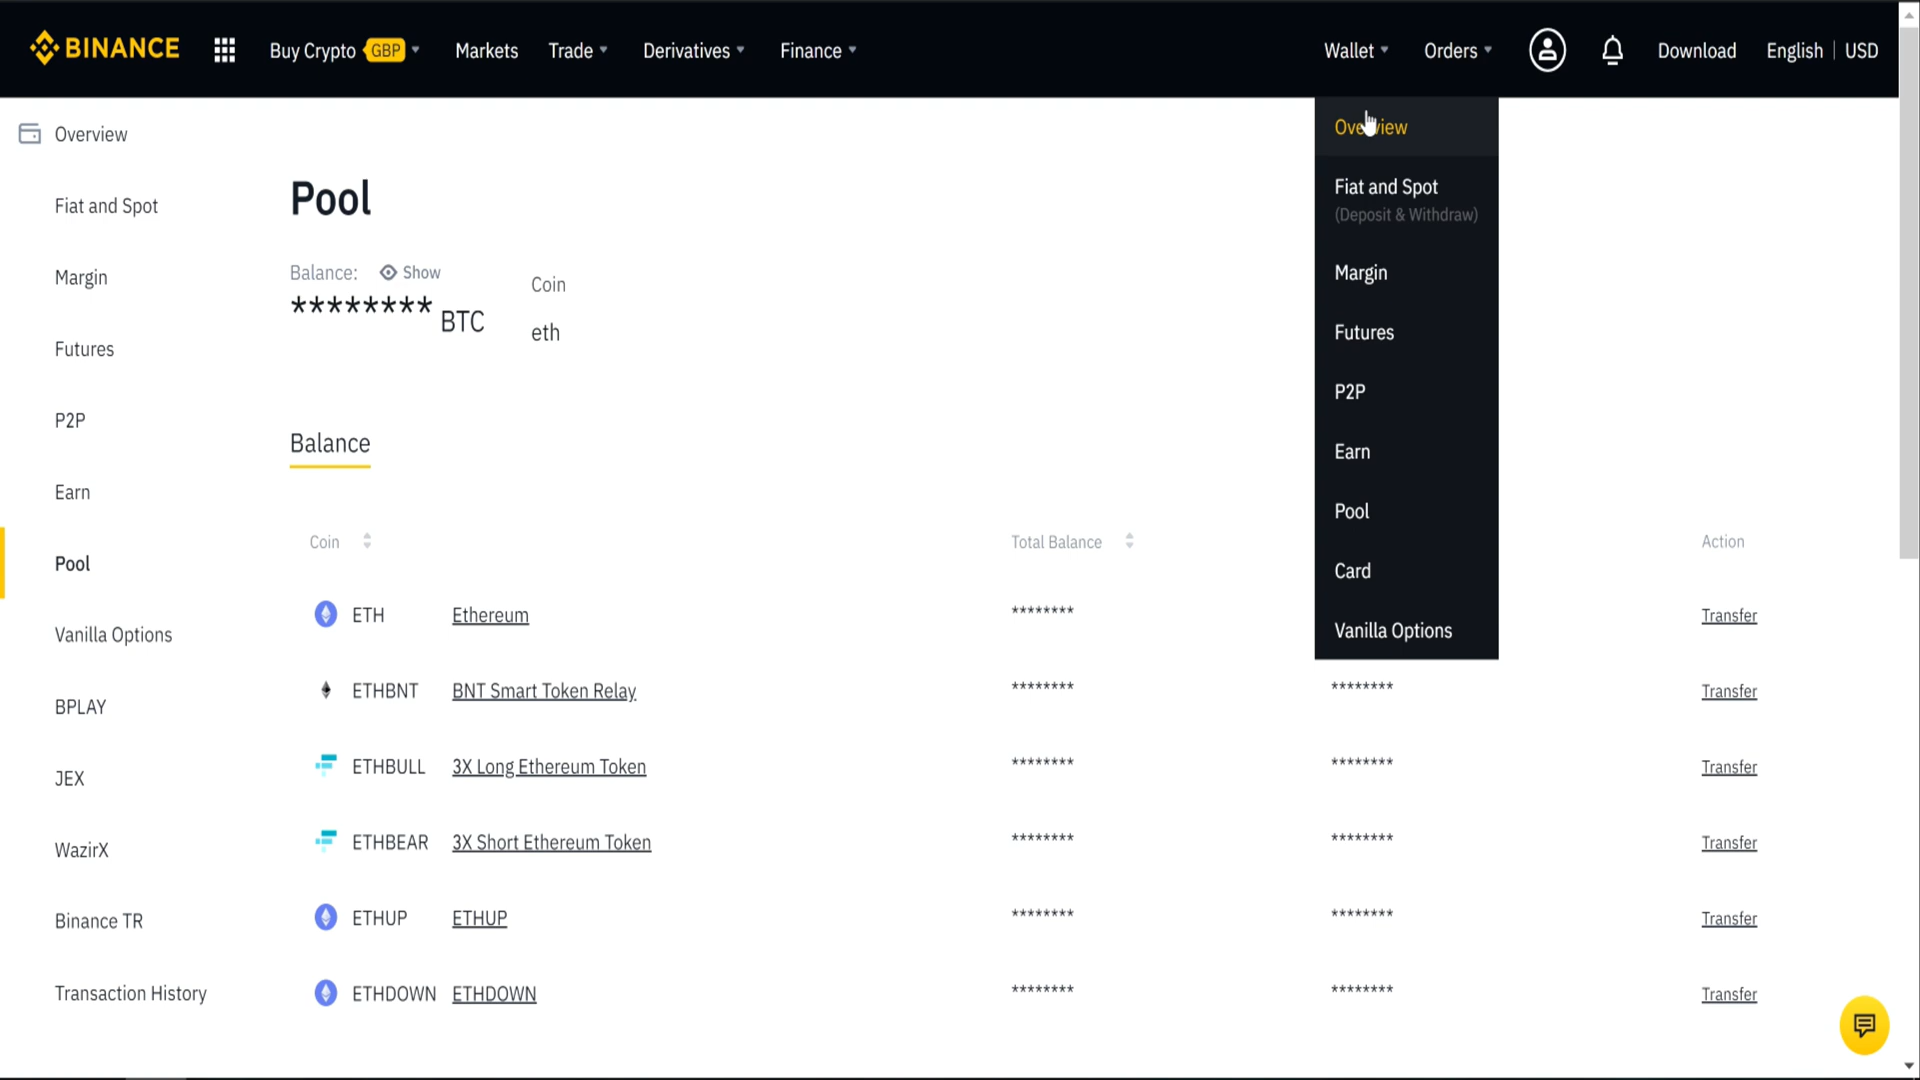 BINANCE Buy Crypto GBP Markets Trade Derivatives Finance Wallet Orders Download English USD
Overview
Fiat and Spot
Margin
Futures
P2P
Earn
Pool
Vanilla Options
BPLAY
JEX
WazirX
Binance TR
Transaction History
Pool
Balance: Show
******** BTC
Coin
eth
Balance
Coin Total Balance Action
ETH Ethereum ******** Transfer
ETHBNT BNT Smart Token Relay ******** ******** Transfer
ETHBULL 3X Long Ethereum Token ******** ******** Transfer
ETHBEAR 3X Short Ethereum Token ******** ******** Transfer
ETHUP ETHUP ******** ******** Transfer
ETHDOWN ETHDOWN ******** ******** Transfer
Overview
Fiat and Spot
(Deposit & Withdraw)
Margin
Futures
P2P
Earn
Pool
Card
Vanilla Options